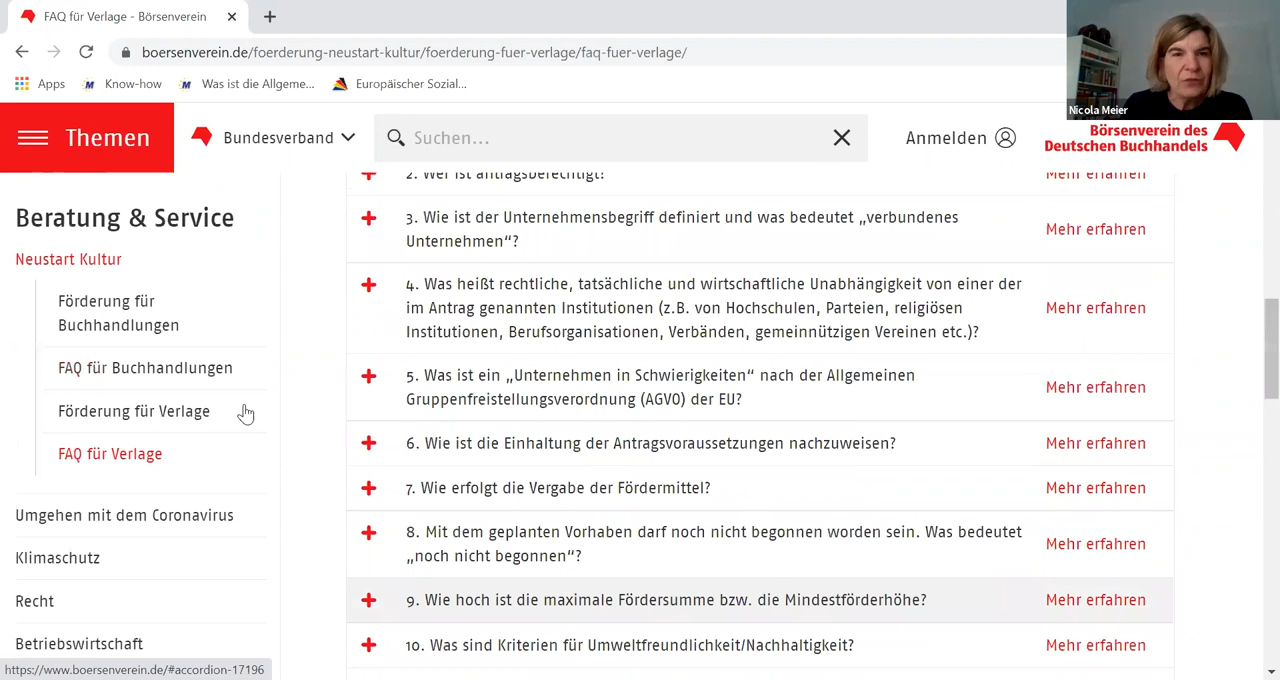 FAQ für Verlage - Börsenverein
boersenverein.de/foerderung-neustart-kultur/foerderung-fuer-verlage/faq-fuer-verlage/
Apps
Know-how
Was ist die Allgeme...
Europäischer Sozial...
Nicola Meier
Themen
Bundesverband
Suchen...
Anmelden
Börsenverein des
Deutschen Buchhandels
Beratung & Service
Neustart Kultur
Förderung für
Buchhandlungen
FAQ für Buchhandlungen
Förderung für Verlage
FAQ für Verlage
Umgehen mit dem Coronavirus
Klimaschutz
Recht
Betriebswirtschaft
2. Wer ist antragsberechtigt?
Mehr erfahren
3. Wie ist der Unternehmensbegriff definiert und was bedeutet „verbundenes
Unternehmen“?
Mehr erfahren
4. Was heißt rechtliche, tatsächliche und wirtschaftliche Unabhängigkeit von einer der
im Antrag genannten Institutionen (z.B. von Hochschulen, Parteien, religiösen
Institutionen, Berufsorganisationen, Verbänden, gemeinnützigen Vereinen etc.)?
Mehr erfahren
5. Was ist ein „Unternehmen in Schwierigkeiten“ nach der Allgemeinen
Gruppenfreistellungsverordnung (AGVO) der EU?
Mehr erfahren
6. Wie ist die Einhaltung der Antragsvoraussetzungen nachzuweisen?
Mehr erfahren
7. Wie erfolgt die Vergabe der Fördermittel?
Mehr erfahren
8. Mit dem geplanten Vorhaben darf noch nicht begonnen worden sein. Was bedeutet
„noch nicht begonnen“?
Mehr erfahren
9. Wie hoch ist die maximale Fördersumme bzw. die Mindestförderhöhe?
Mehr erfahren
10. Was sind Kriterien für Umweltfreundlichkeit/Nachhaltigkeit?
Mehr erfahren
https://www.boersenverein.de/#accordion-17196